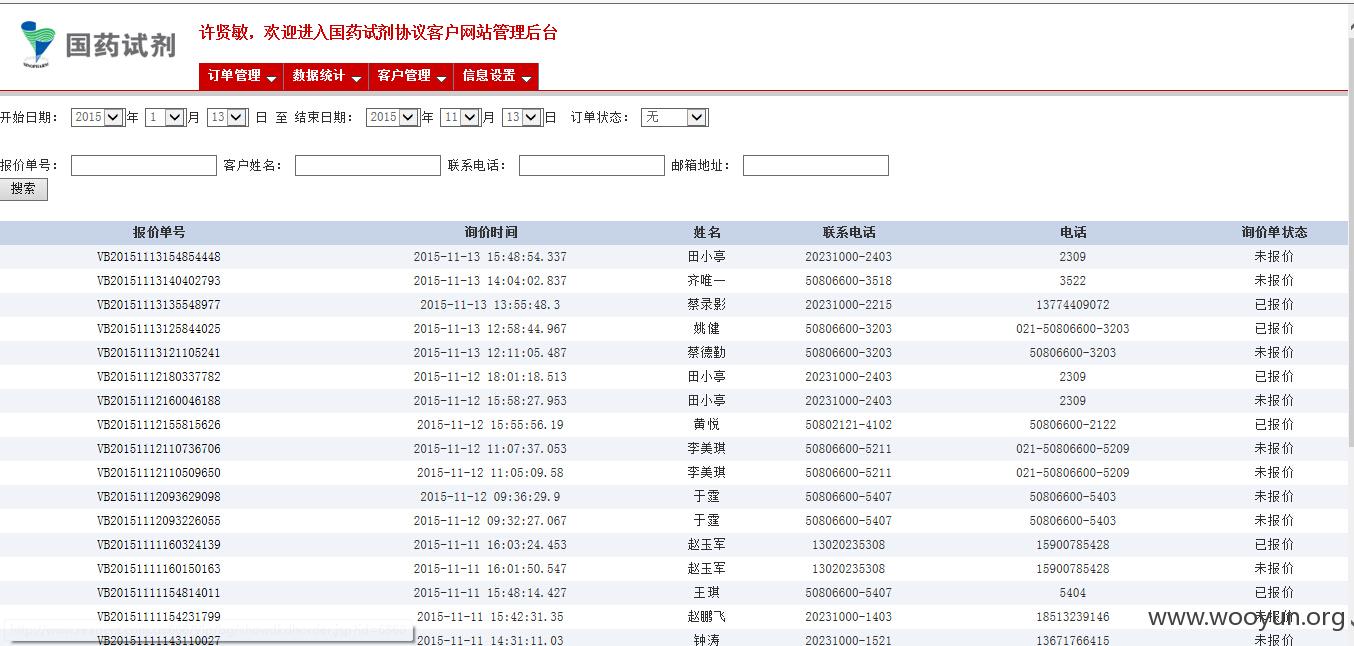 国药试剂
SINOPHARM
许贤敏，欢迎进入国药试剂协议客户网站管理后台
订单管理 数据统计 客户管理 信息设置
开始日期： 2015 年 1 月 13 日 至 结束日期： 2015 年 11 月 13 日 订单状态： 无
报价单号： 客户姓名： 联系电话： 邮箱地址：
搜索
报价单号 询价时间 姓名 联系电话 电话 询价单状态
VB20151113154854448 2015-11-13 15:48:54.337 田小亭 20231000-2403 2309 未报价
VB20151113140402793 2015-11-13 14:04:02.837 齐唯一 50806600-3518 3522 未报价
VB20151113135548977 2015-11-13 13:55:48.3 蔡录影 20231000-2215 13774409072 已报价
VB20151113125844025 2015-11-13 12:58:44.967 姚健 50806600-3203 021-50806600-3203 已报价
VB20151113121105241 2015-11-13 12:11:05.487 蔡德勤 50806600-3203 50806600-3203 未报价
VB20151112180337782 2015-11-12 18:01:18.513 田小亭 20231000-2403 2309 已报价
VB20151112160046188 2015-11-12 15:58:27.953 田小亭 20231000-2403 2309 未报价
VB20151112155815626 2015-11-12 15:55:56.19 黄悦 50802121-4102 50806600-2122 已报价
VB20151112110736706 2015-11-12 11:07:37.053 李美琪 50806600-5211 021-50806600-5209 未报价
VB20151112110509650 2015-11-12 11:05:09.58 李美琪 50806600-5211 021-50806600-5209 未报价
VB20151112093629098 2015-11-12 09:36:29.9 于霆 50806600-5407 50806600-5403 未报价
VB20151112093226055 2015-11-12 09:32:27.067 于霆 50806600-5407 50806600-5403 未报价
VB20151111160324139 2015-11-11 16:03:24.453 赵玉军 13020235308 15900785428 已报价
VB20151111160150163 2015-11-11 16:01:50.547 赵玉军 13020235308 15900785428 未报价
VB20151111154814011 2015-11-11 15:48:14.427 王琪 50806600-5407 5404 已报价
VB20151111154231799 2015-11-11 15:42:31.35 赵鹏飞 20231000-1403 18513239146 未报价
www.wooyun.org
VB20151111143110027 2015-11-11 14:31:11.03 钟涛 20231000-1521 13671766415 未报价